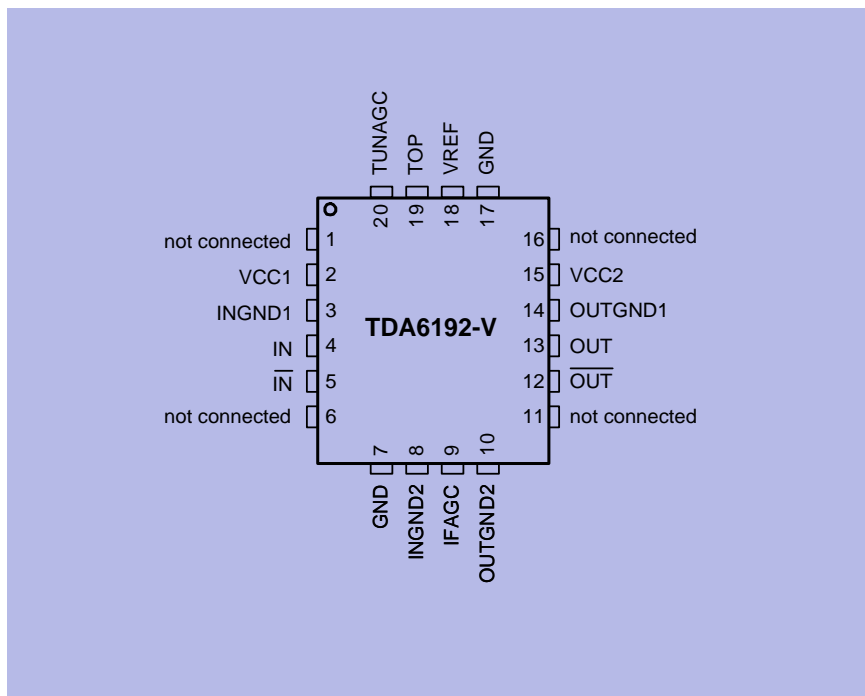 TUNAGC
TOP
VREF
GND
20
19
18
17
not connected
1
16
not connected
VCC1
2
15
VCC2
INGND1
3
14
OUTGND1
TDA6192-V
IN
4
13
OUT
I̅N̅
5
12
O̅U̅T̅
not connected
6
11
not connected
7
8
9
10
GND
INGND2
IFAGC
OUTGND2